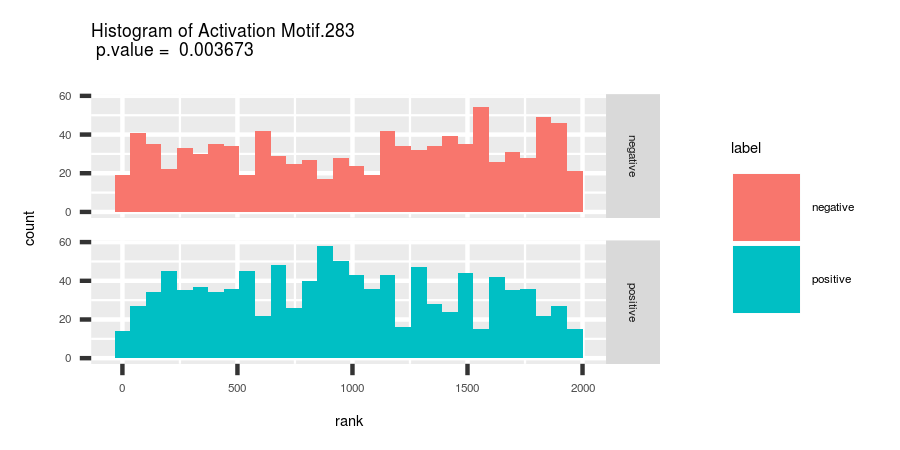 Histogram of Activation Motif.283
p.value =  0.003673
count
60
40
20
0
negative
60
40
20
0
positive
0 500 1000 1500 2000
rank
label
negative
positive